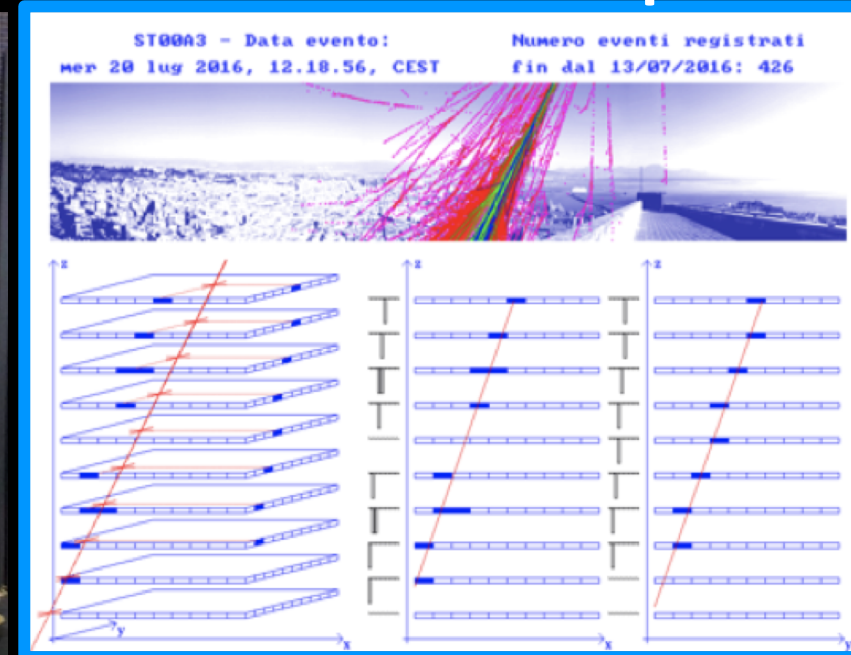 ST00A3 - Data evento:
mer 20 lug 2016, 12.18.56, CEST
Numero eventi registrati
fin dal 13/07/2016: 426
z
z
z
y
x
x
y